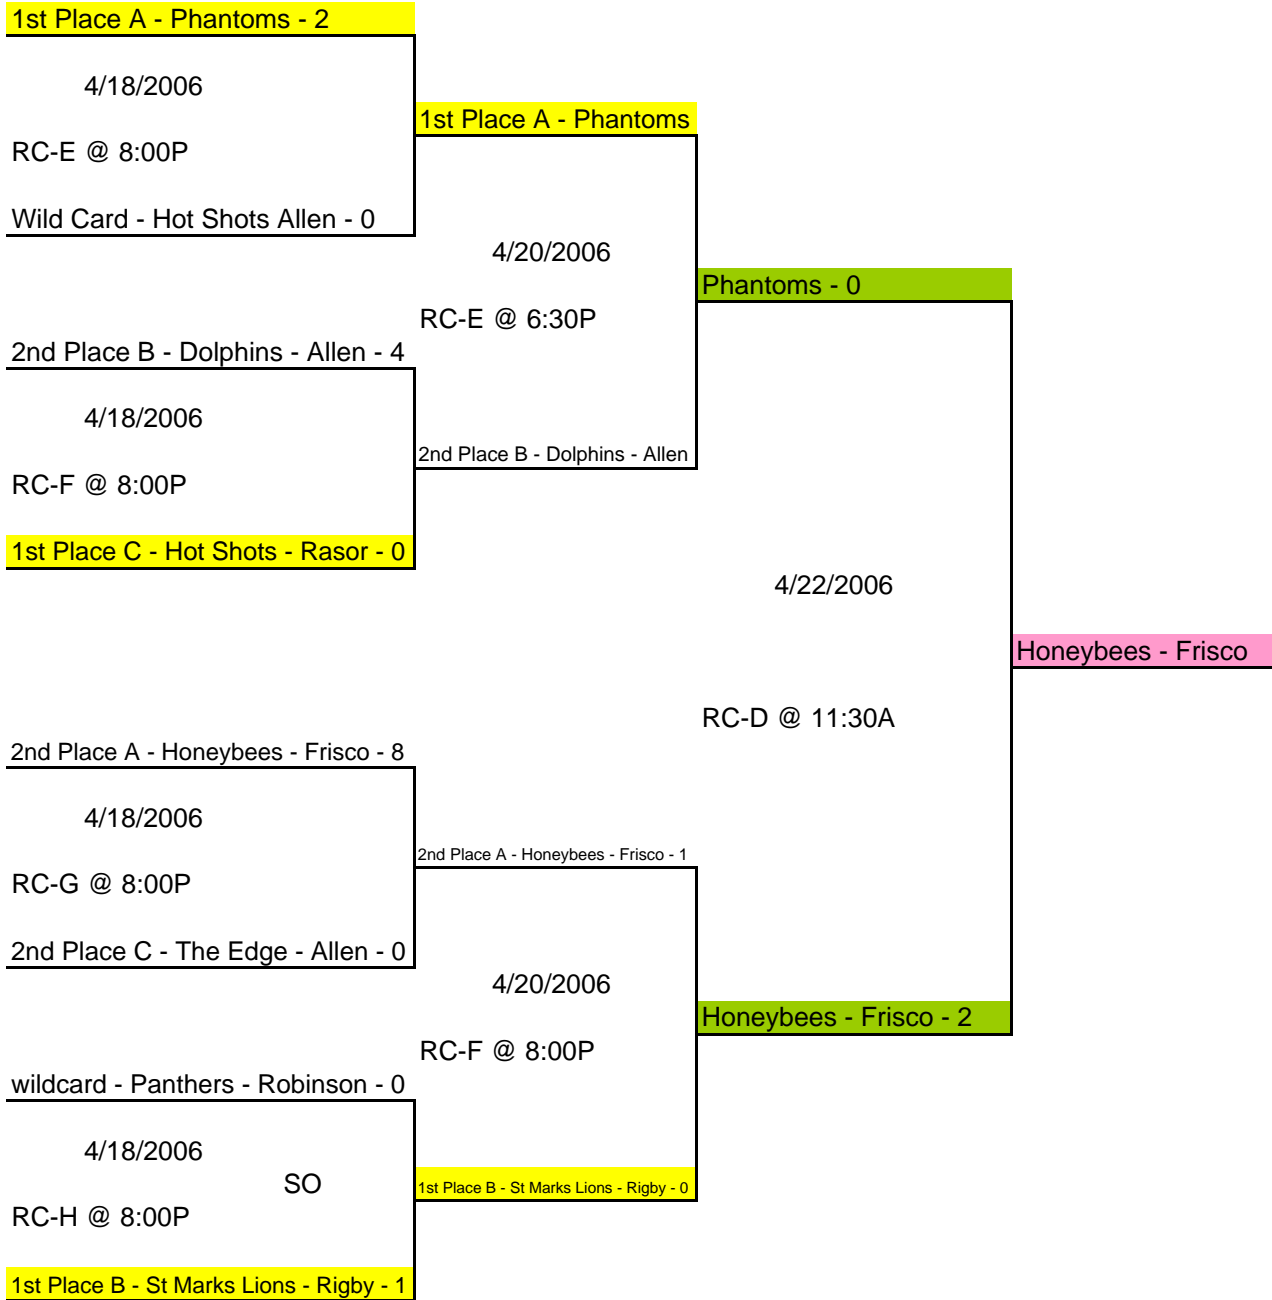 1st Place A - Phantoms - 2
4/18/2006
1st Place A - Phantoms
RC-E @ 8:00P
Wild Card - Hot Shots Allen - 0
4/20/2006
Phantoms - 0
RC-E @ 6:30P
2nd Place B - Dolphins - Allen - 4
4/18/2006
2nd Place B - Dolphins - Allen
RC-F @ 8:00P
1st Place C - Hot Shots - Rasor - 0
4/22/2006
Honeybees - Frisco
RC-D @ 11:30A
2nd Place A - Honeybees - Frisco - 8
4/18/2006
2nd Place A - Honeybees - Frisco - 1
RC-G @ 8:00P
2nd Place C - The Edge - Allen - 0
4/20/2006
Honeybees - Frisco - 2
RC-F @ 8:00P
wildcard - Panthers - Robinson - 0
4/18/2006
SO
1st Place B - St Marks Lions - Rigby - 0
RC-H @ 8:00P
1st Place B - St Marks Lions - Rigby - 1